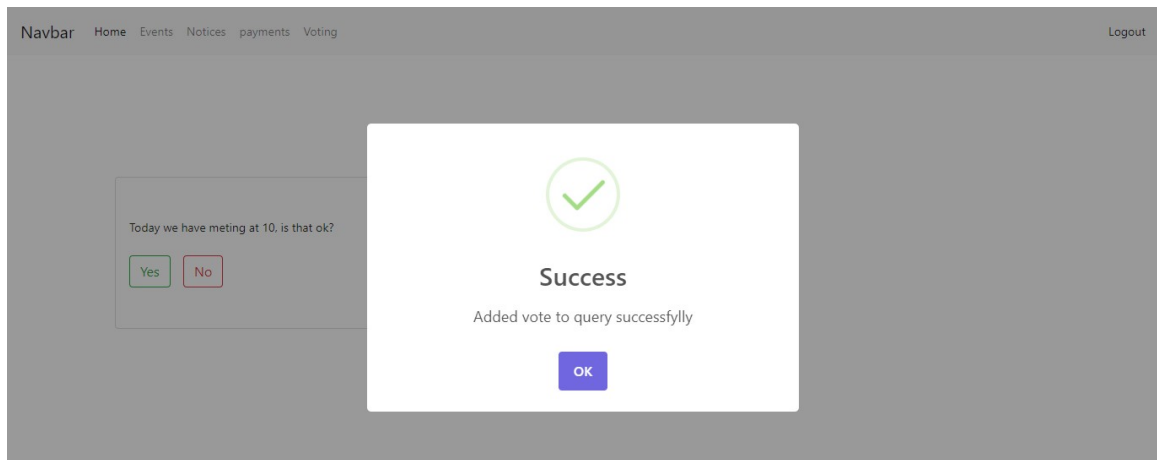 Navbar Home Events Notices payments Voting Logout
Today we have meting at 10. is that ok?
Yes No
Success
Added vote to query successfylly
OK